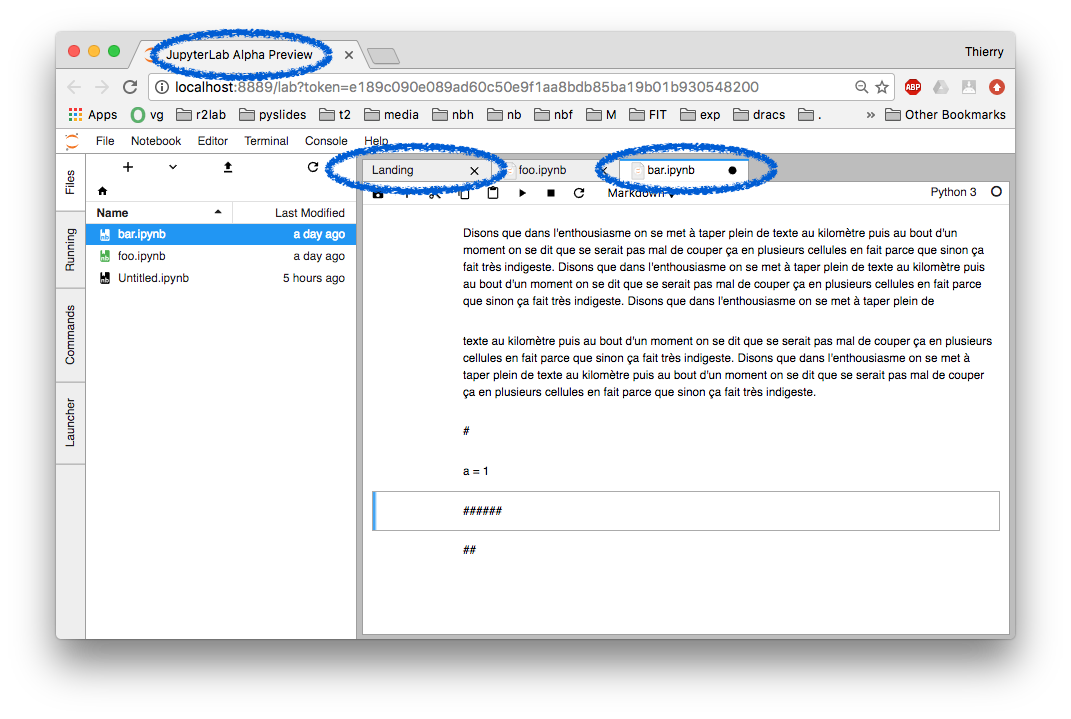 JupyterLab Alpha Preview
Thierry
localhost:8889/lab?token=e189c090e089ad60c50e9f1aa8bdb85ba19b01b930548200
ABP
Apps vg r2lab pyslides t2 media nbh nb nbf M FIT exp dracs . » Other Bookmarks
File Notebook Editor Terminal Console Help
Files
Running
Commands
Launcher
Name Last Modified
bar.ipynb a day ago
foo.ipynb a day ago
Untitled.ipynb 5 hours ago
Landing foo.ipynb bar.ipynb
Markdown Python 3
Disons que dans l'enthousiasme on se met à taper plein de texte au kilomètre puis au bout d'un
moment on se dit que se serait pas mal de couper ça en plusieurs cellules en fait parce que sinon ça
fait très indigeste. Disons que dans l'enthousiasme on se met à taper plein de texte au kilomètre puis
au bout d'un moment on se dit que se serait pas mal de couper ça en plusieurs cellules en fait parce
que sinon ça fait très indigeste. Disons que dans l'enthousiasme on se met à taper plein de
texte au kilomètre puis au bout d'un moment on se dit que se serait pas mal de couper ça en plusieurs
cellules en fait parce que sinon ça fait très indigeste. Disons que dans l'enthousiasme on se met à
taper plein de texte au kilomètre puis au bout d'un moment on se dit que se serait pas mal de couper
ça en plusieurs cellules en fait parce que sinon ça fait très indigeste.
#
a = 1
######
##